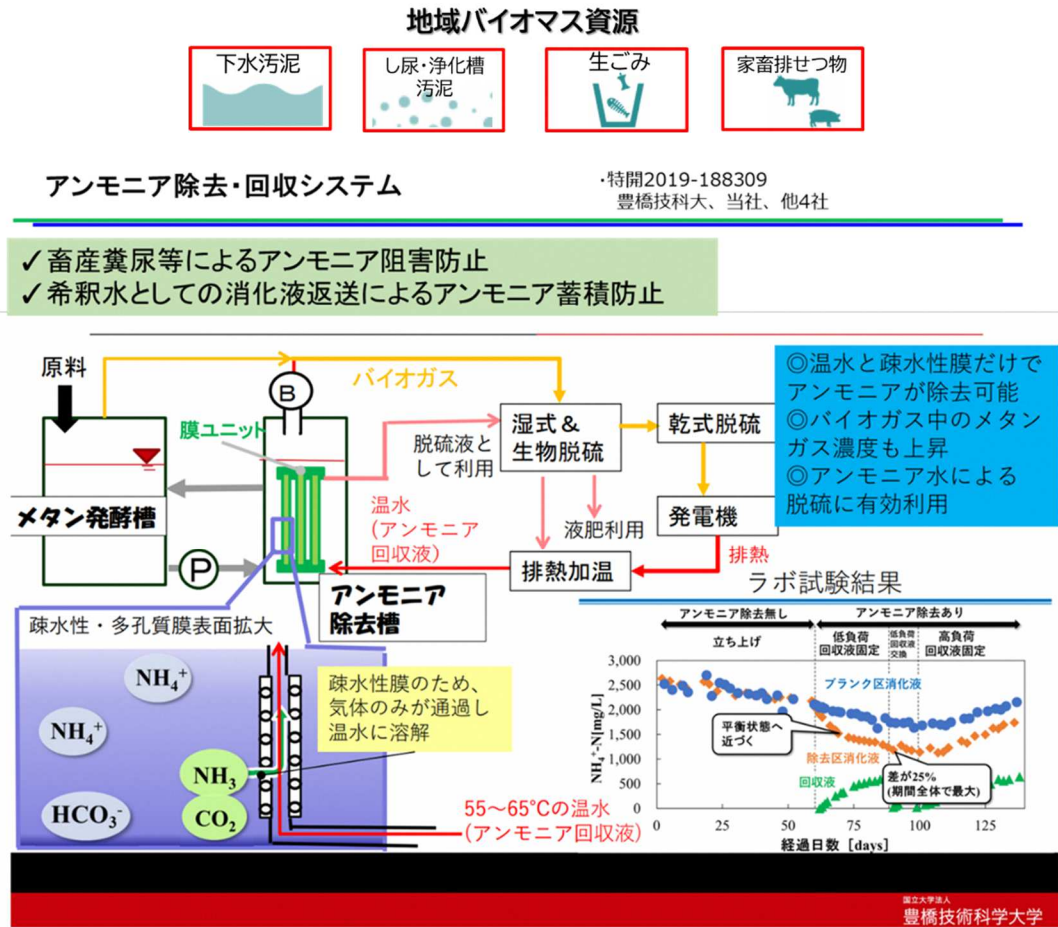 地域バイオマス資源
下水汚泥
し尿・浄化槽
汚泥
生ごみ
家畜排せつ物
アンモニア除去・回収システム
・特開2019-188309
豊橋技科大、当社、他4社
✓畜産糞尿等によるアンモニア阻害防止
✓希釈水としての消化液返送によるアンモニア蓄積防止
原料
B
バイオガス
膜ユニット
脱硫液と
して利用
湿式＆
生物脱硫
乾式脱硫
◎温水と疎水性膜だけで
アンモニアが除去可能
◎バイオガス中のメタン
ガス濃度も上昇
◎アンモニア水による
脱硫に有効利用
メタン発酵槽
P
温水
(アンモニア
回収液)
液肥利用
発電機
排熱
排熱加温
アンモニア
除去槽
疎水性・多孔質膜表面拡大
NH₄⁺
NH₄⁺
HCO₃⁻
NH₃
CO₂
疎水性膜のため、
気体のみが通過し
温水に溶解
55～65℃の温水
(アンモニア回収液)
ラボ試験結果
アンモニア除去無し
アンモニア除去あり
立ち上げ
低負荷
回収液固定
低負荷
回収液
交換
高負荷
回収液固定
NH₄⁺-N[mg/L]
3,000
2,500
2,000
1,500
1,000
500
0
ブランク区消化液
平衡状態へ
近づく
除去区消化液
回収液
差が25%
(期間全体で最大)
0
25
50
75
100
125
経過日数 [days]
国立大学法人
豊橋技術科学大学